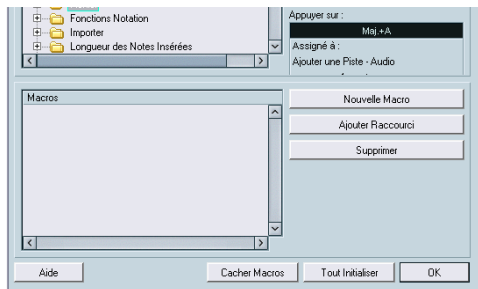 Fonctions Notation
Importer
Longueur des Notes Insérées
Appuyer sur :
Maj.+A
Assigné à :
Ajouter une Piste - Audio
Macros
Nouvelle Macro
Ajouter Raccourci
Supprimer
Aide
Cacher Macros
Tout Initialiser
OK